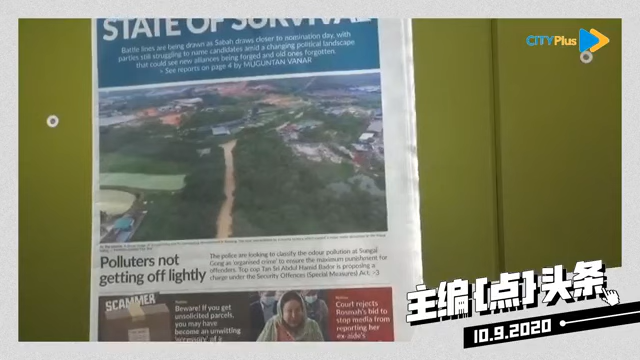 STATE OF SURVIVAL
Battle lines are being drawn as Sabah draws closer to nomination day, with
parties still struggling to name candidates amid a changing political landscape
that could see new alliances being forged and old ones forgotten.
> See reports on page 4 by MUGUNTAN VANAR
CITYPlus
Polluters not
getting off lightly
The police are looking to classify the odour pollution at Sungai
Gong as 'organised crime' to ensure the maximum punishment for
offenders. Top cop Tan Sri Abdul Hamid Bador is proposing a
charge under the Security Offences (Special Measures) Act. >3
SCAMMER
Beware! If you get
unsolicited parcels,
you may have
become an unwitting
'accessory' of
Court rejects
Rosmah's bid to
stop media from
reporting her
ex-aide's
主编【点】头条
10.9.2020